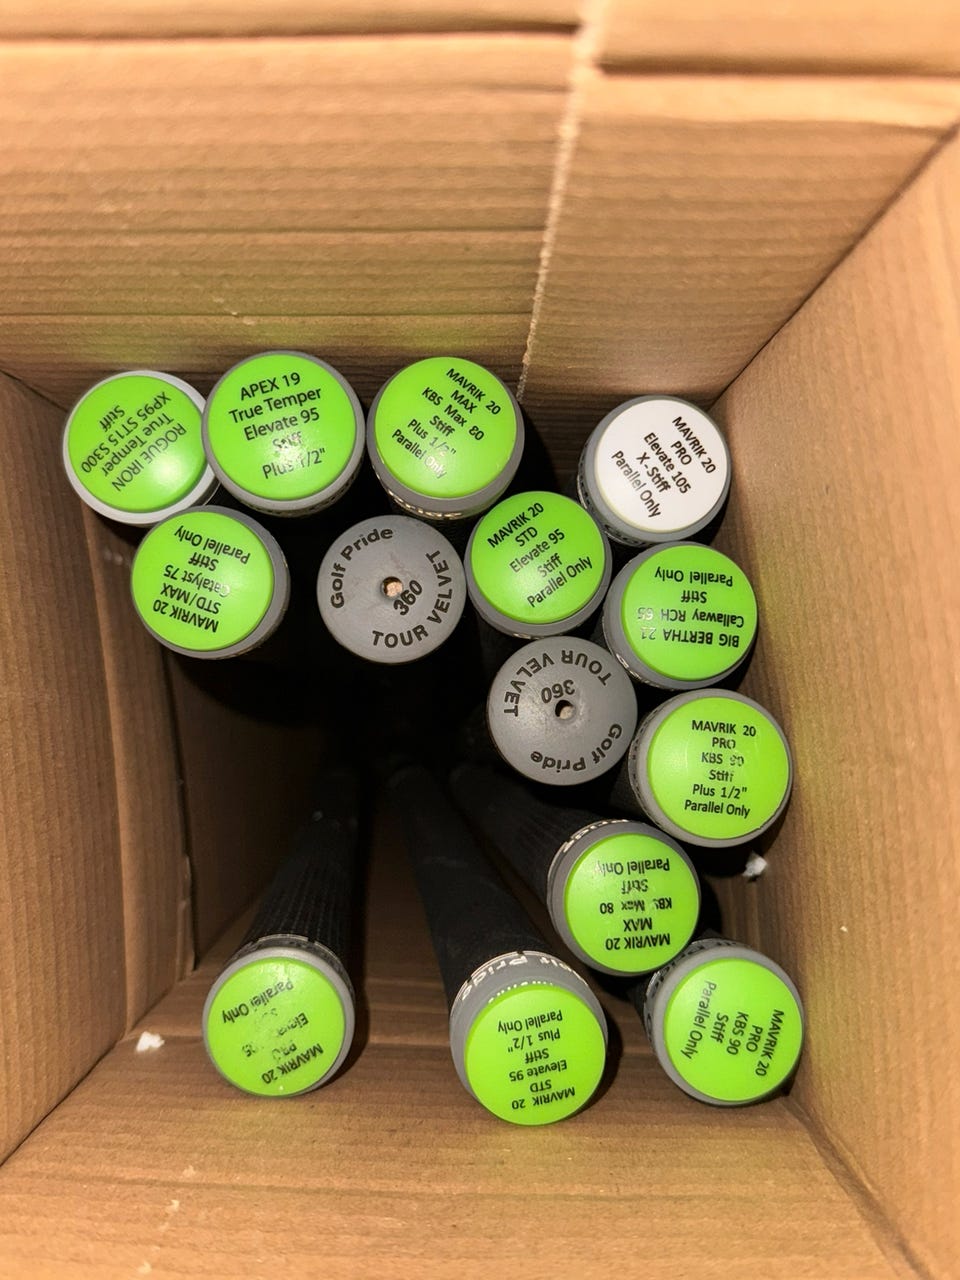 ROGUE IRON
True Temper
XP95 ST15 S300
Stiff
APEX 19
True Temper
Elevate 95
Stiff
Plus 1/2"
MAVRIK 20
MAX
KBS Max 80
Stiff
Plus 1/2"
Parallel Only
MAVRIK 20
PRO
Elevate 105
X-Stiff
Parallel Only
MAVRIK 20
STD/MAX
Catalyst 75
Stiff
Parallel Only
Golf Pride
360
TOUR VELVET
MAVRIK 20
STD
Elevate 95
Stiff
Parallel Only
BIG BERTHA 21
Callaway RCH 65
Stiff
Parallel Only
Golf Pride
360
TOUR VELVET
MAVRIK 20
PRO
KBS 90
Stiff
Plus 1/2"
Parallel Only
MAVRIK 20
MAX
KBS Max 80
Stiff
Parallel Only
MAVRIK 20
PRO
Parallel Only
Golf Pride
MAVRIK 20
STD
Elevate 95
Stiff
Plus 1/2"
Parallel Only
MAVRIK 20
PRO
KBS 90
Stiff
Parallel Only